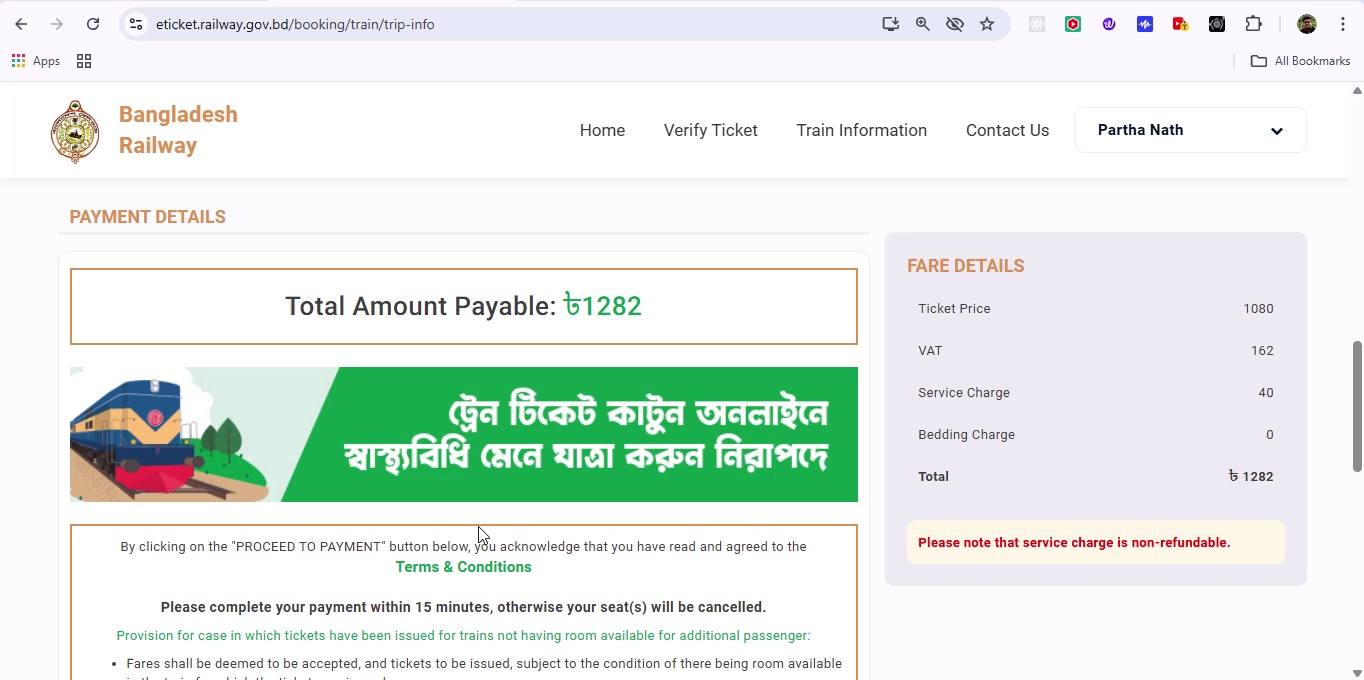 eticket.railway.gov.bd/booking/train/trip-info
Apps
All Bookmarks
Bangladesh
Railway
Home
Verify Ticket
Train Information
Contact Us
Partha Nath
PAYMENT DETAILS
Total Amount Payable: ৳1282
ট্রেন টিকেট কাটুন অনলাইনে
স্বাস্থ্যবিধি মেনে যাত্রা করুন নিরাপদে
By clicking on the "PROCEED TO PAYMENT" button below, you acknowledge that you have read and agreed to the
Terms & Conditions
Please complete your payment within 15 minutes, otherwise your seat(s) will be cancelled.
Provision for case in which tickets have been issued for trains not having room available for additional passenger:
• Fares shall be deemed to be accepted, and tickets to be issued, subject to the condition of there being room available
FARE DETAILS
Ticket Price 1080
VAT 162
Service Charge 40
Bedding Charge 0
Total ৳ 1282
Please note that service charge is non-refundable.